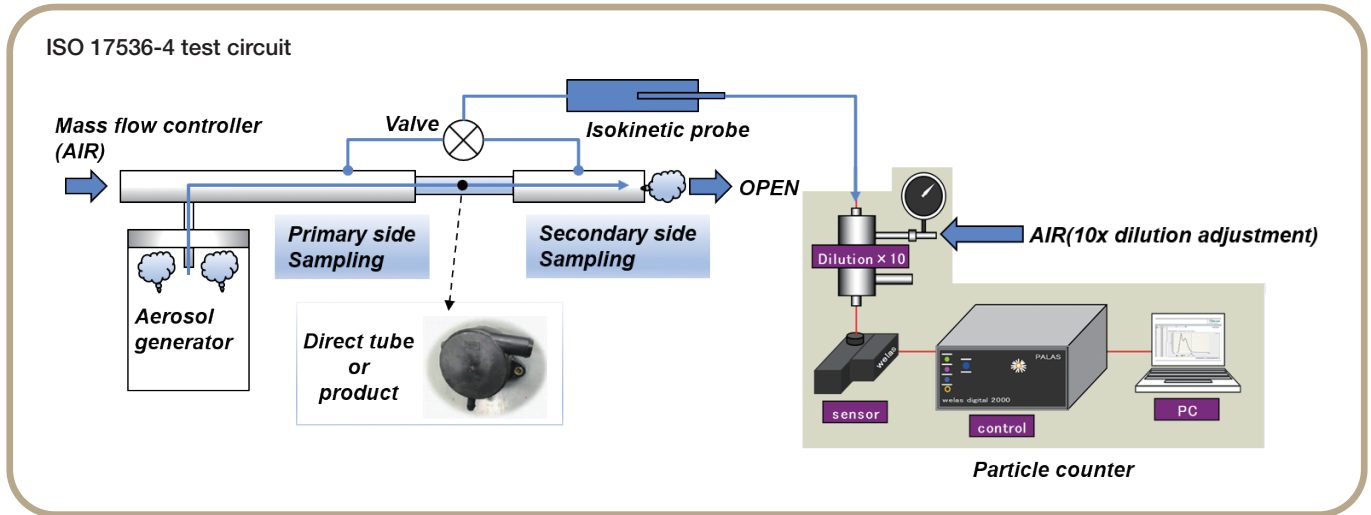 ISO 17536-4 test circuit
Mass flow controller
(AIR)
Valve
Isokinetic probe
OPEN
Primary side
Sampling
Secondary side
Sampling
AIR(10x dilution adjustment)
Dilution×10
Aerosol
generator
Direct tube
or
product
welas
PALAS
welas digital 2000
sensor
control
PC
Particle counter